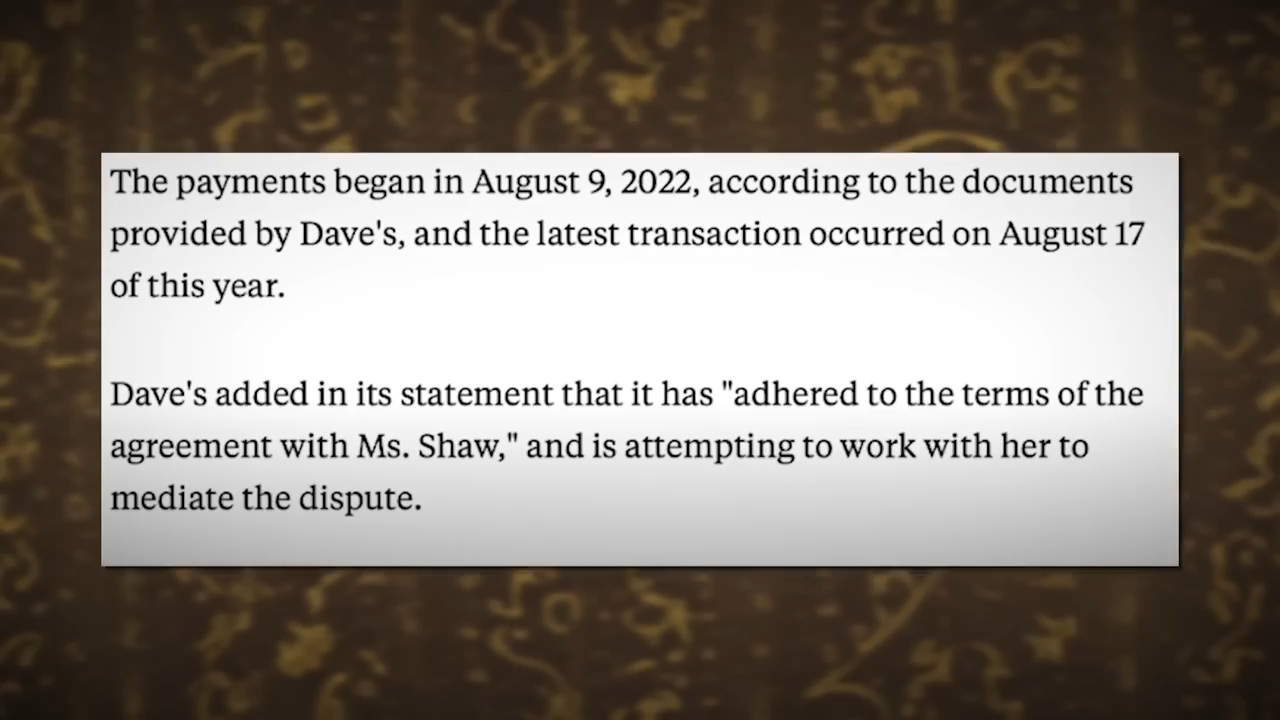 The payments began in August 9, 2022, according to the documents
provided by Dave's, and the latest transaction occurred on August 17
of this year.
Dave's added in its statement that it has "adhered to the terms of the
agreement with Ms. Shaw," and is attempting to work with her to
mediate the dispute.